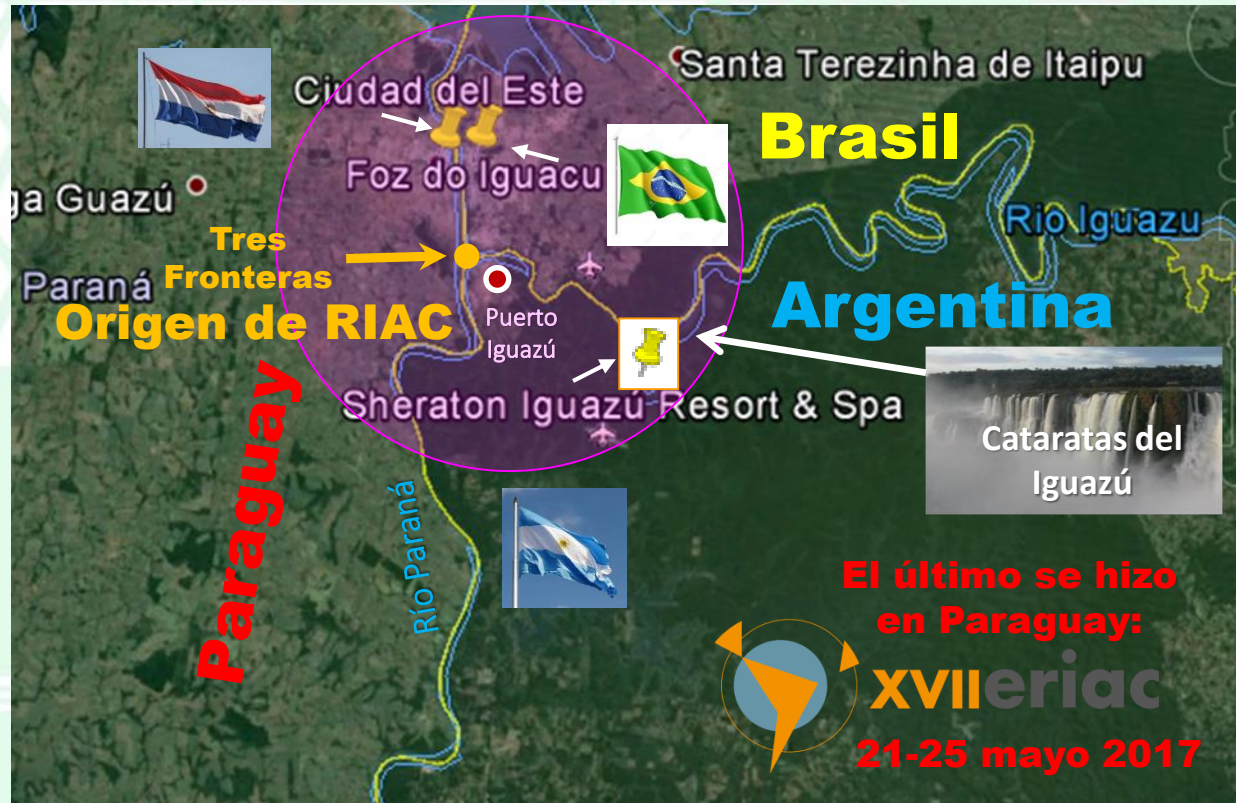 Santa Terezinha de Itaipu
Ciudad del Este
Brasil
Foz do Iguacu
ga Guazú
Rio Iguazu
Tres
Fronteras
Paraná
Origen de RIAC
Argentina
Puerto
Iguazú
Paraguay
Sheraton Iguazú Resort & Spa
Cataratas del
Iguazú
Río Paraná
El último se hizo
en Paraguay:
XVIIeriac
21-25 mayo 2017